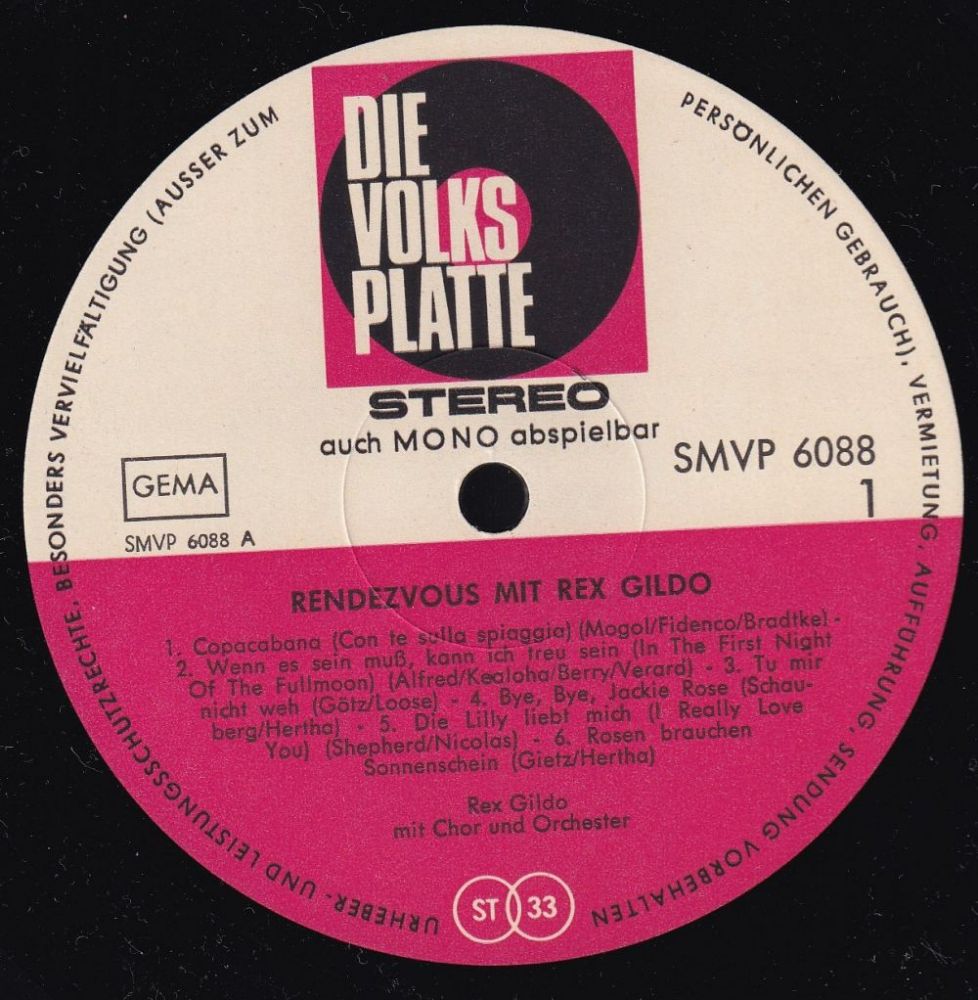 DIE
VOLKS
PLATTE
STEREO
auch MONO abspielbar
GEMA
SMVP 6088 A
SMVP 6088
1
RENDEZVOUS MIT REX GILDO
1. Copacabana (Con te sulla spiaggia) (Mogol/Fidenco/Bradtke) -
2. Wenn es sein muß, kann ich treu sein (In The First Night
Of The Fullmoon) (Alfred/Kealoha/Berry/Verard) - 3. Tu mir
nicht weh (Götz/Loose) - 4. Bye, Bye, Jackie Rose (Schau-
berg/Hertha) - 5. Die Lilly liebt mich (I Really Love
You) (Shepherd/Nicolas) - 6. Rosen brauchen
Sonnenschein (Gietz/Hertha)
Rex Gildo
mit Chor und Orchester
ST 33
URHEBER- UND LEISTUNGSSCHUTZRECHTE, BESONDERS VERVIELFÄLTIGUNG (AUSSER ZUM
PERSÖNLICHEN GEBRAUCH), VERMIETUNG, AUFFÜHRUNG, SENDUNG VORBEHALTEN